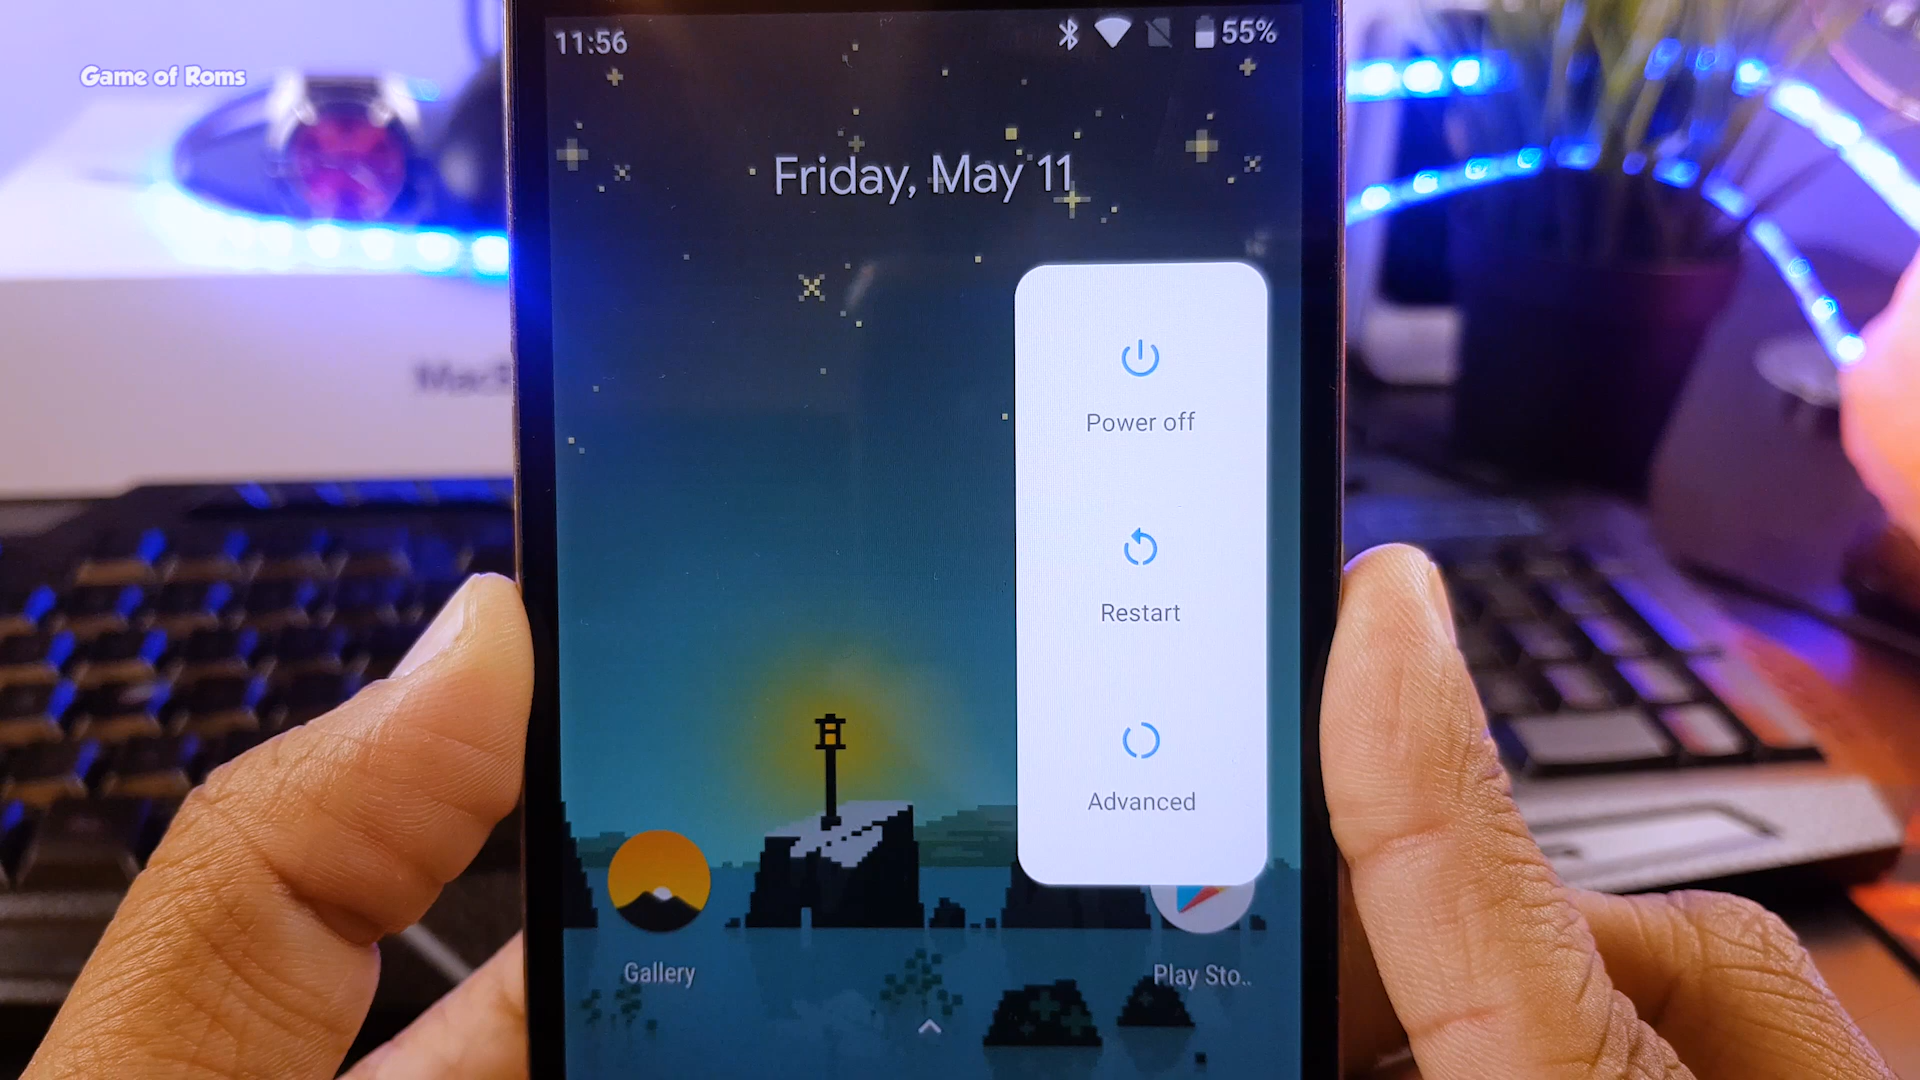 11:56
55%
Game of Roms
Friday, May 11
Power off
Restart
Advanced
Gallery
Play Sto..